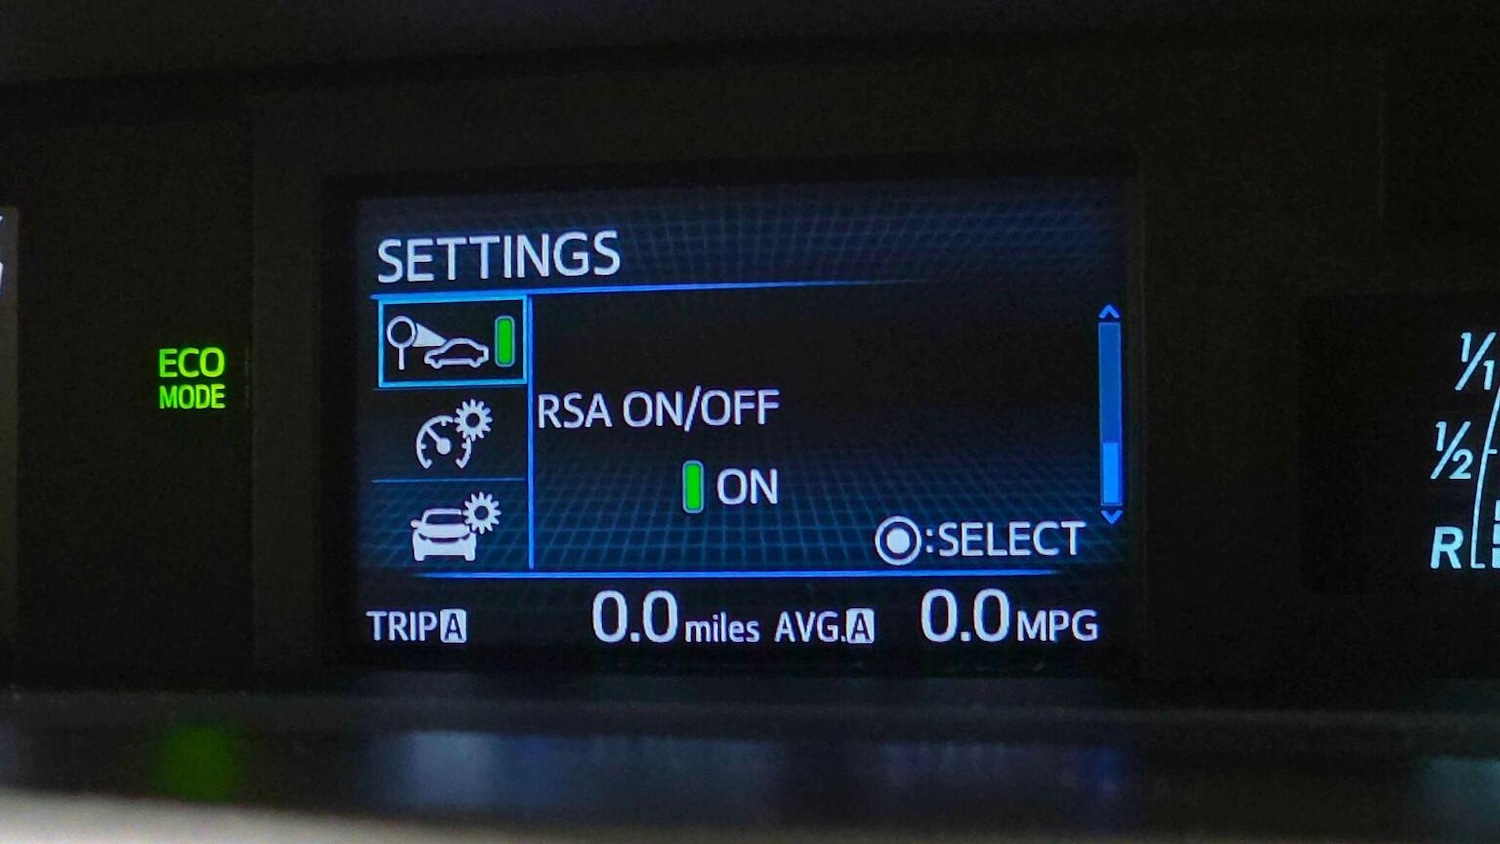 SETTINGS
ECO
MODE
RSA ON/OFF
ON
:SELECT
TRIP A
0.0 miles
AVG. A
0.0 MPG
1/1
1/2
R